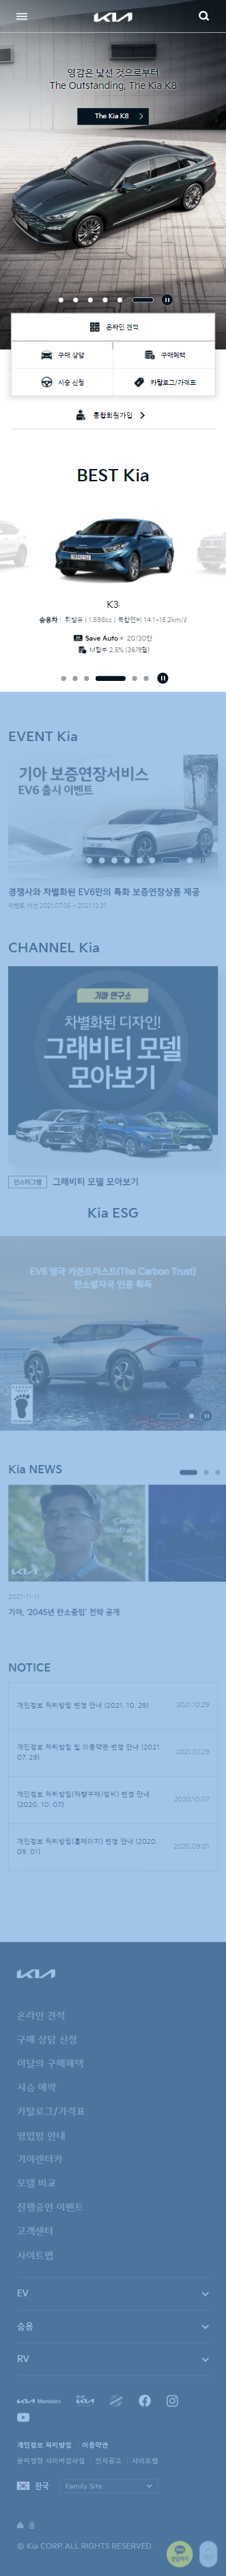 KIA
영감은 낯선 것으로부터
The Outstanding, The Kia K8
The Kia K8
온라인 견적
구매 상담
구매혜택
시승 신청
카탈로그/가격표
통합회원가입
BEST Kia
K3
승용차 | 휘발유 | 1,598cc | 복합연비 14.1~15.2km/ℓ
Save Auto 20/30만
M할부 2.5% (36개월)
EVENT Kia
기아 보증연장서비스
EV6 출시 이벤트
경쟁사와 차별화된 EV6만의 특화 보증연장상품 제공
이벤트 기간 2021.07.05 ~ 2021.12.31
CHANNEL Kia
기아 연구소
차별화된 디자인!
그래비티 모델
모아보기
인스타그램
그래비티 모델 모아보기
Kia ESG
EV6 영국 카본트러스트(The Carbon Trust)
탄소발자국 인증 획득
Kia NEWS
Carbon
Neutrality
2045
2021-11-11
기아, '2045년 탄소중립' 전략 공개
NOTICE
개인정보 처리방침 변경 안내 (2021. 10. 29)
2021.10.29
개인정보 처리방침 및 이용약관 변경 안내 (2021. 07. 29)
2021.07.29
개인정보 처리방침(차량구매/정비) 변경 안내 (2020. 10. 07)
2020.10.07
개인정보 처리방침(홈페이지) 변경 안내 (2020. 09. 01)
2020.09.01
KIA
온라인 견적
구매 상담 신청
이달의 구매혜택
시승 예약
카탈로그/가격표
영업망 안내
기아렌터카
모델 비교
진행중인 이벤트
고객센터
사이트맵
EV
승용
RV
KIA Members
개인정보 처리방침 | 이용약관
윤리경영 사이버감사실 | 전자공고 | 사이트맵
한국
Family Site
© Kia CORP. ALL RIGHTS RESERVED.